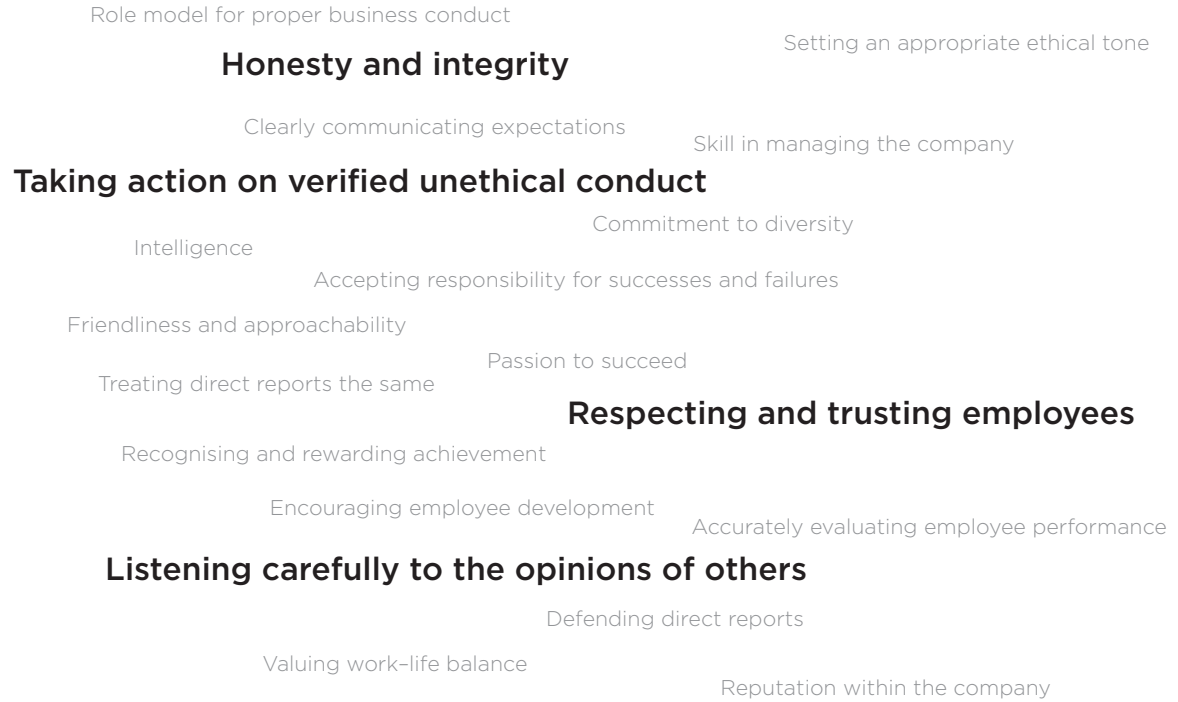 Role model for proper business conduct
Setting an appropriate ethical tone
Honesty and integrity
Clearly communicating expectations
Skill in managing the company
Taking action on verified unethical conduct
Commitment to diversity
Intelligence
Accepting responsibility for successes and failures
Friendliness and approachability
Passion to succeed
Treating direct reports the same
Respecting and trusting employees
Recognising and rewarding achievement
Encouraging employee development
Accurately evaluating employee performance
Listening carefully to the opinions of others
Defending direct reports
Valuing work–life balance
Reputation within the company